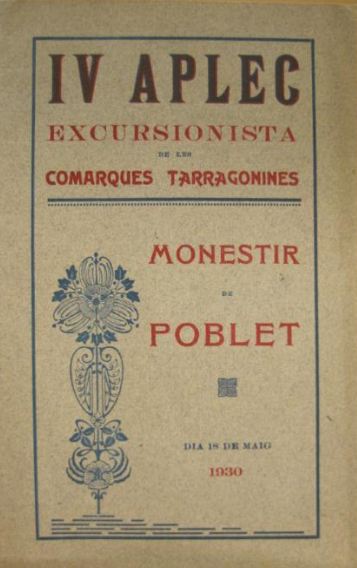 IV APLEC
EXCURSIONISTA
DE LES
COMARQUES TARRAGONINES
MONESTIR
DE
POBLET
DIA 18 DE MAIG
1930